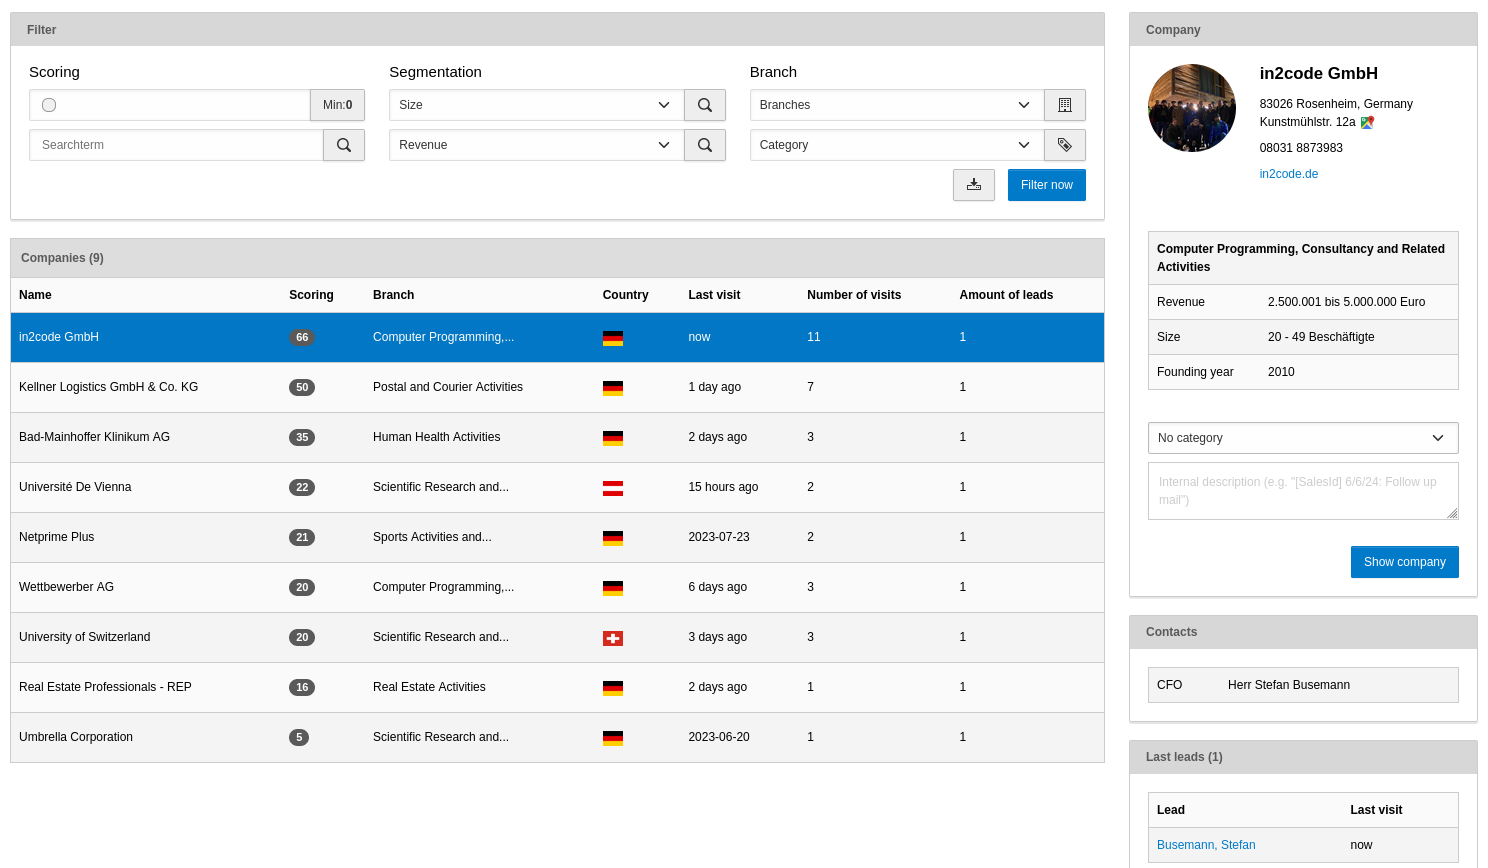 Filter
Scoring
Segmentation
Branch
Min:0
Size
Branches
Searchterm
Revenue
Category
Filter now
Companies (9)
Name Scoring Branch Country Last visit Number of visits Amount of leads
in2code GmbH 66 Computer Programming,... now 11 1
Kellner Logistics GmbH & Co. KG 50 Postal and Courier Activities 1 day ago 7 1
Bad-Mainhoffer Klinikum AG 35 Human Health Activities 2 days ago 3 1
Université De Vienna 22 Scientific Research and... 15 hours ago 2 1
Netprime Plus 21 Sports Activities and... 2023-07-23 2 1
Wettbewerber AG 20 Computer Programming,... 6 days ago 3 1
University of Switzerland 20 Scientific Research and... 3 days ago 3 1
Real Estate Professionals - REP 16 Real Estate Activities 2 days ago 1 1
Umbrella Corporation 5 Scientific Research and... 2023-06-20 1 1
Company
in2code GmbH
83026 Rosenheim, Germany
Kunstmühlstr. 12a
08031 8873983
in2code.de
Computer Programming, Consultancy and Related
Activities
Revenue 2.500.001 bis 5.000.000 Euro
Size 20 - 49 Beschäftigte
Founding year 2010
No category
Internal description (e.g. "[SalesId] 6/6/24: Follow up
mail")
Show company
Contacts
CFO Herr Stefan Busemann
Last leads (1)
Lead Last visit
Busemann, Stefan now